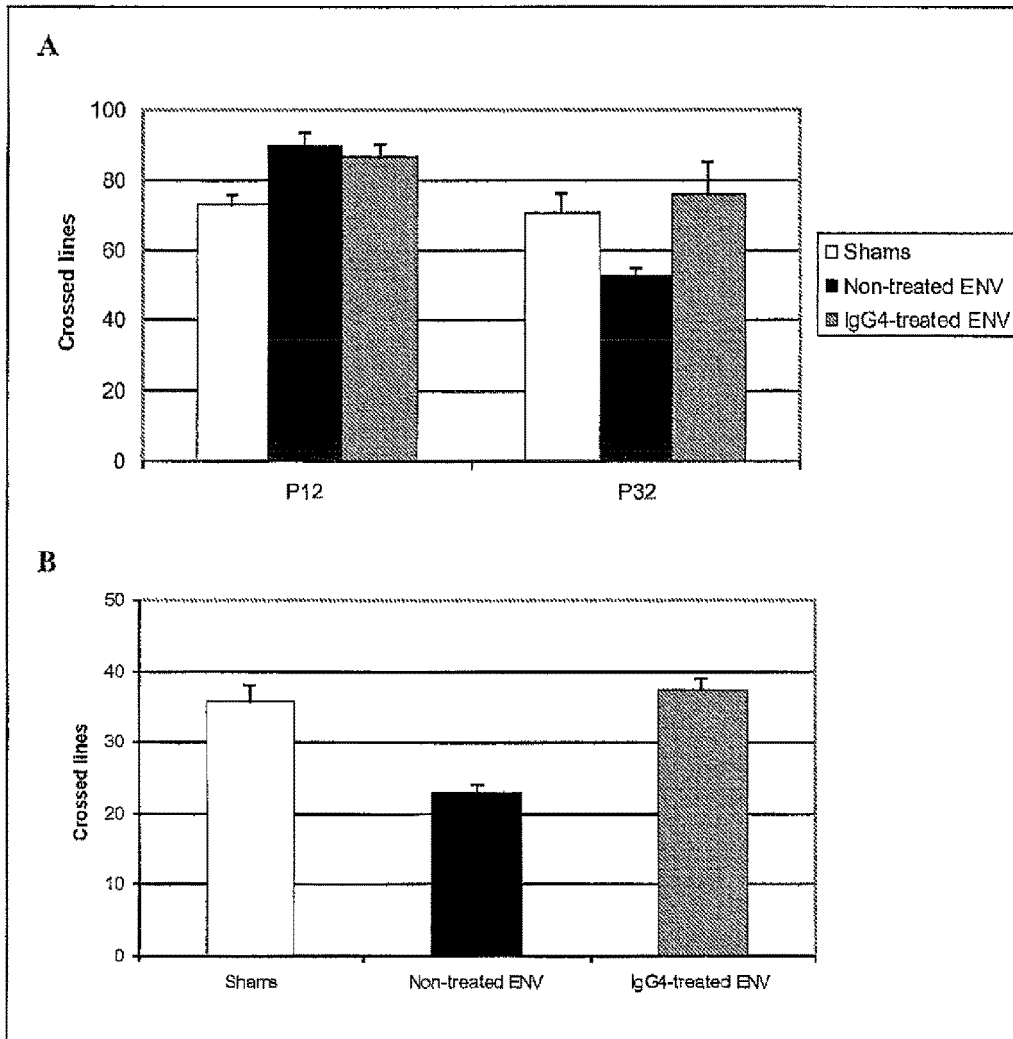 A
100
80
60
40
20
0
Crossed lines
P12
P32
Shams
Non-treated ENV
IgG4-treated ENV
B
50
40
30
20
10
0
Crossed lines
Shams
Non-treated ENV
IgG4-treated ENV